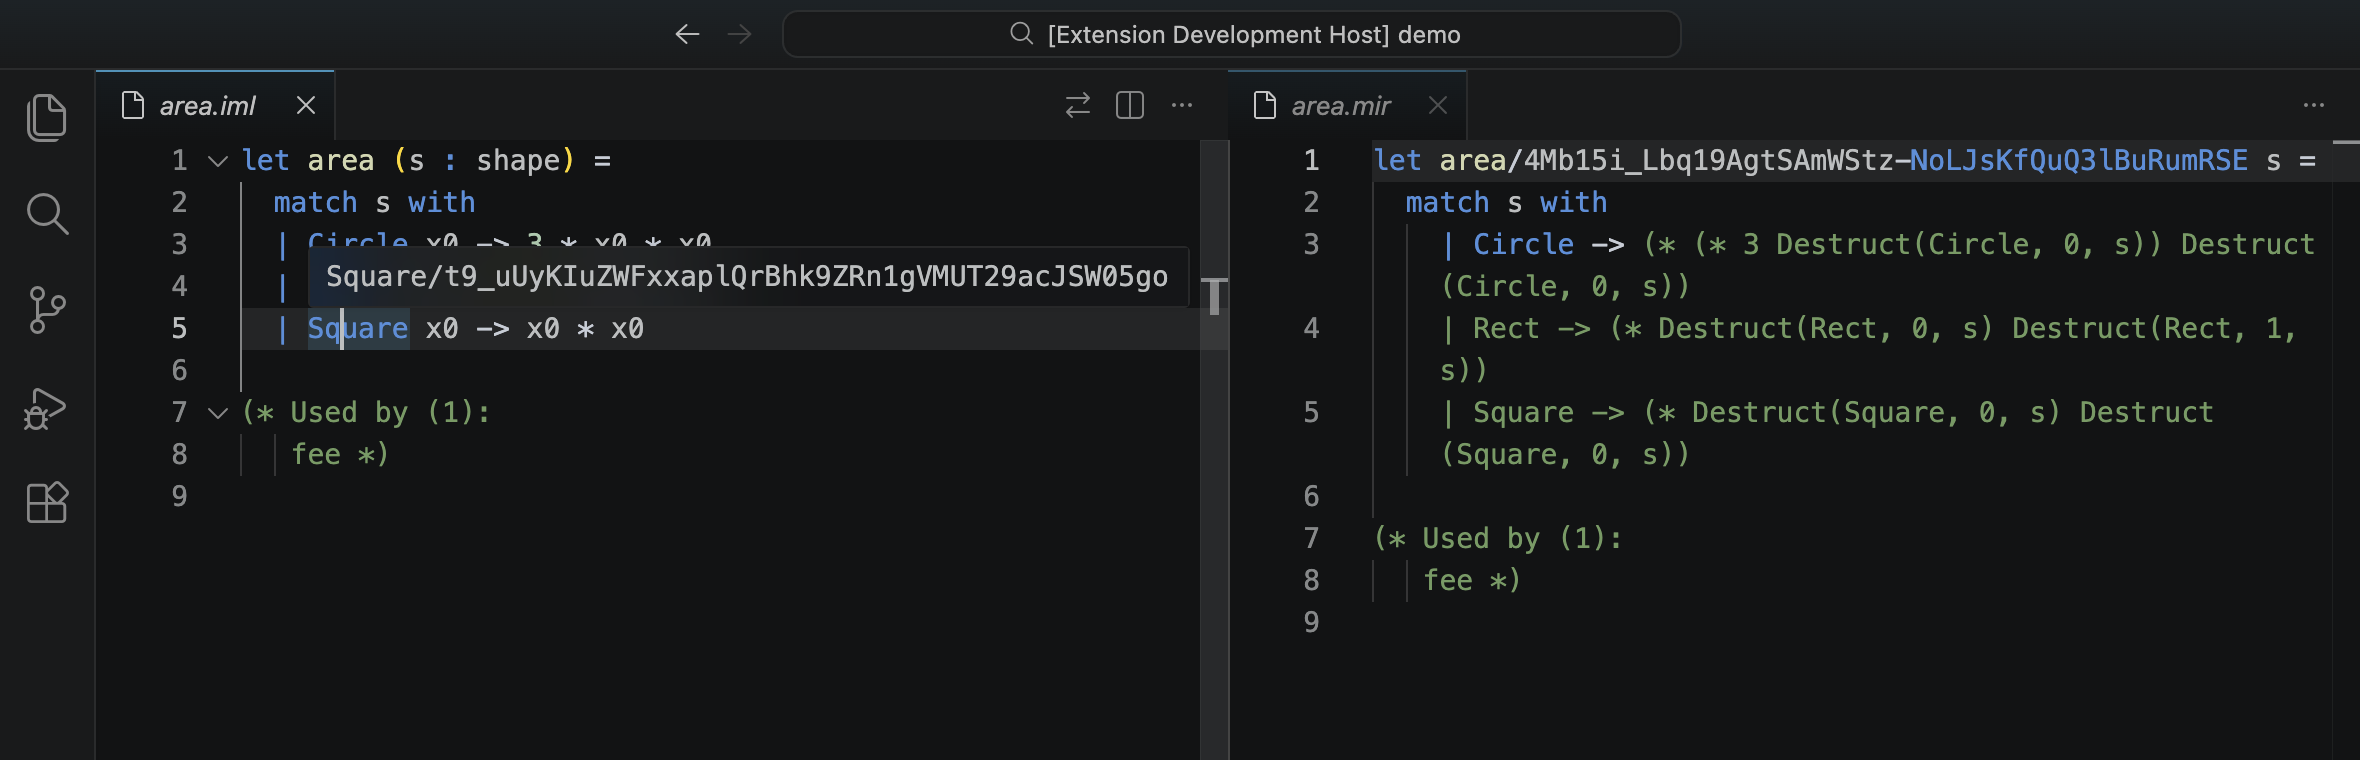 [Extension Development Host] demo
area.iml
area.mir
1 let area (s : shape) =
2 match s with
3 | Circle x0 -> 3 * x0 * x0
4 |
Square/t9_uUyKIuZWFxxaplQrBhk9ZRn1gVMUT29acJSW05go
5 | Square x0 -> x0 * x0
6
7 (* Used by (1):
8 fee *)
9
1 let area/4Mb15i_Lbq19AgtSAmWStz-NoLJsKfQuQ3lBuRumRSE s =
2 match s with
3 | Circle -> (* (* 3 Destruct(Circle, 0, s)) Destruct
(Circle, 0, s))
4 | Rect -> (* Destruct(Rect, 0, s) Destruct(Rect, 1,
s))
5 | Square -> (* Destruct(Square, 0, s) Destruct
(Square, 0, s))
6
7 (* Used by (1):
8 fee *)
9